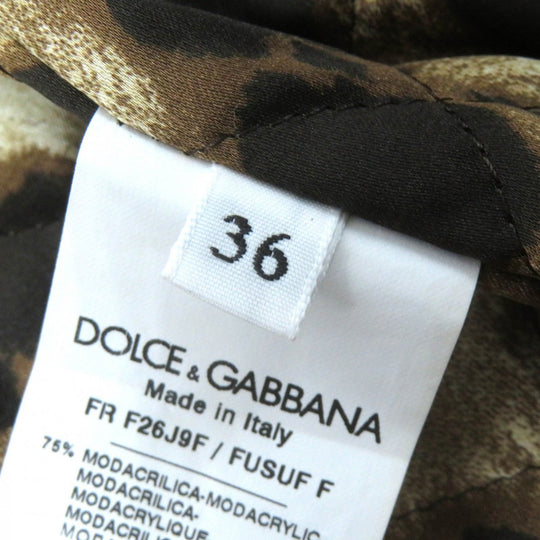 36
DOLCE & GABBANA
Made in Italy
FR F26J9F / FUSUF F
75% MODACRILICA-MODACRYLIC
MODACRILICA-
MODACRYLIQUE